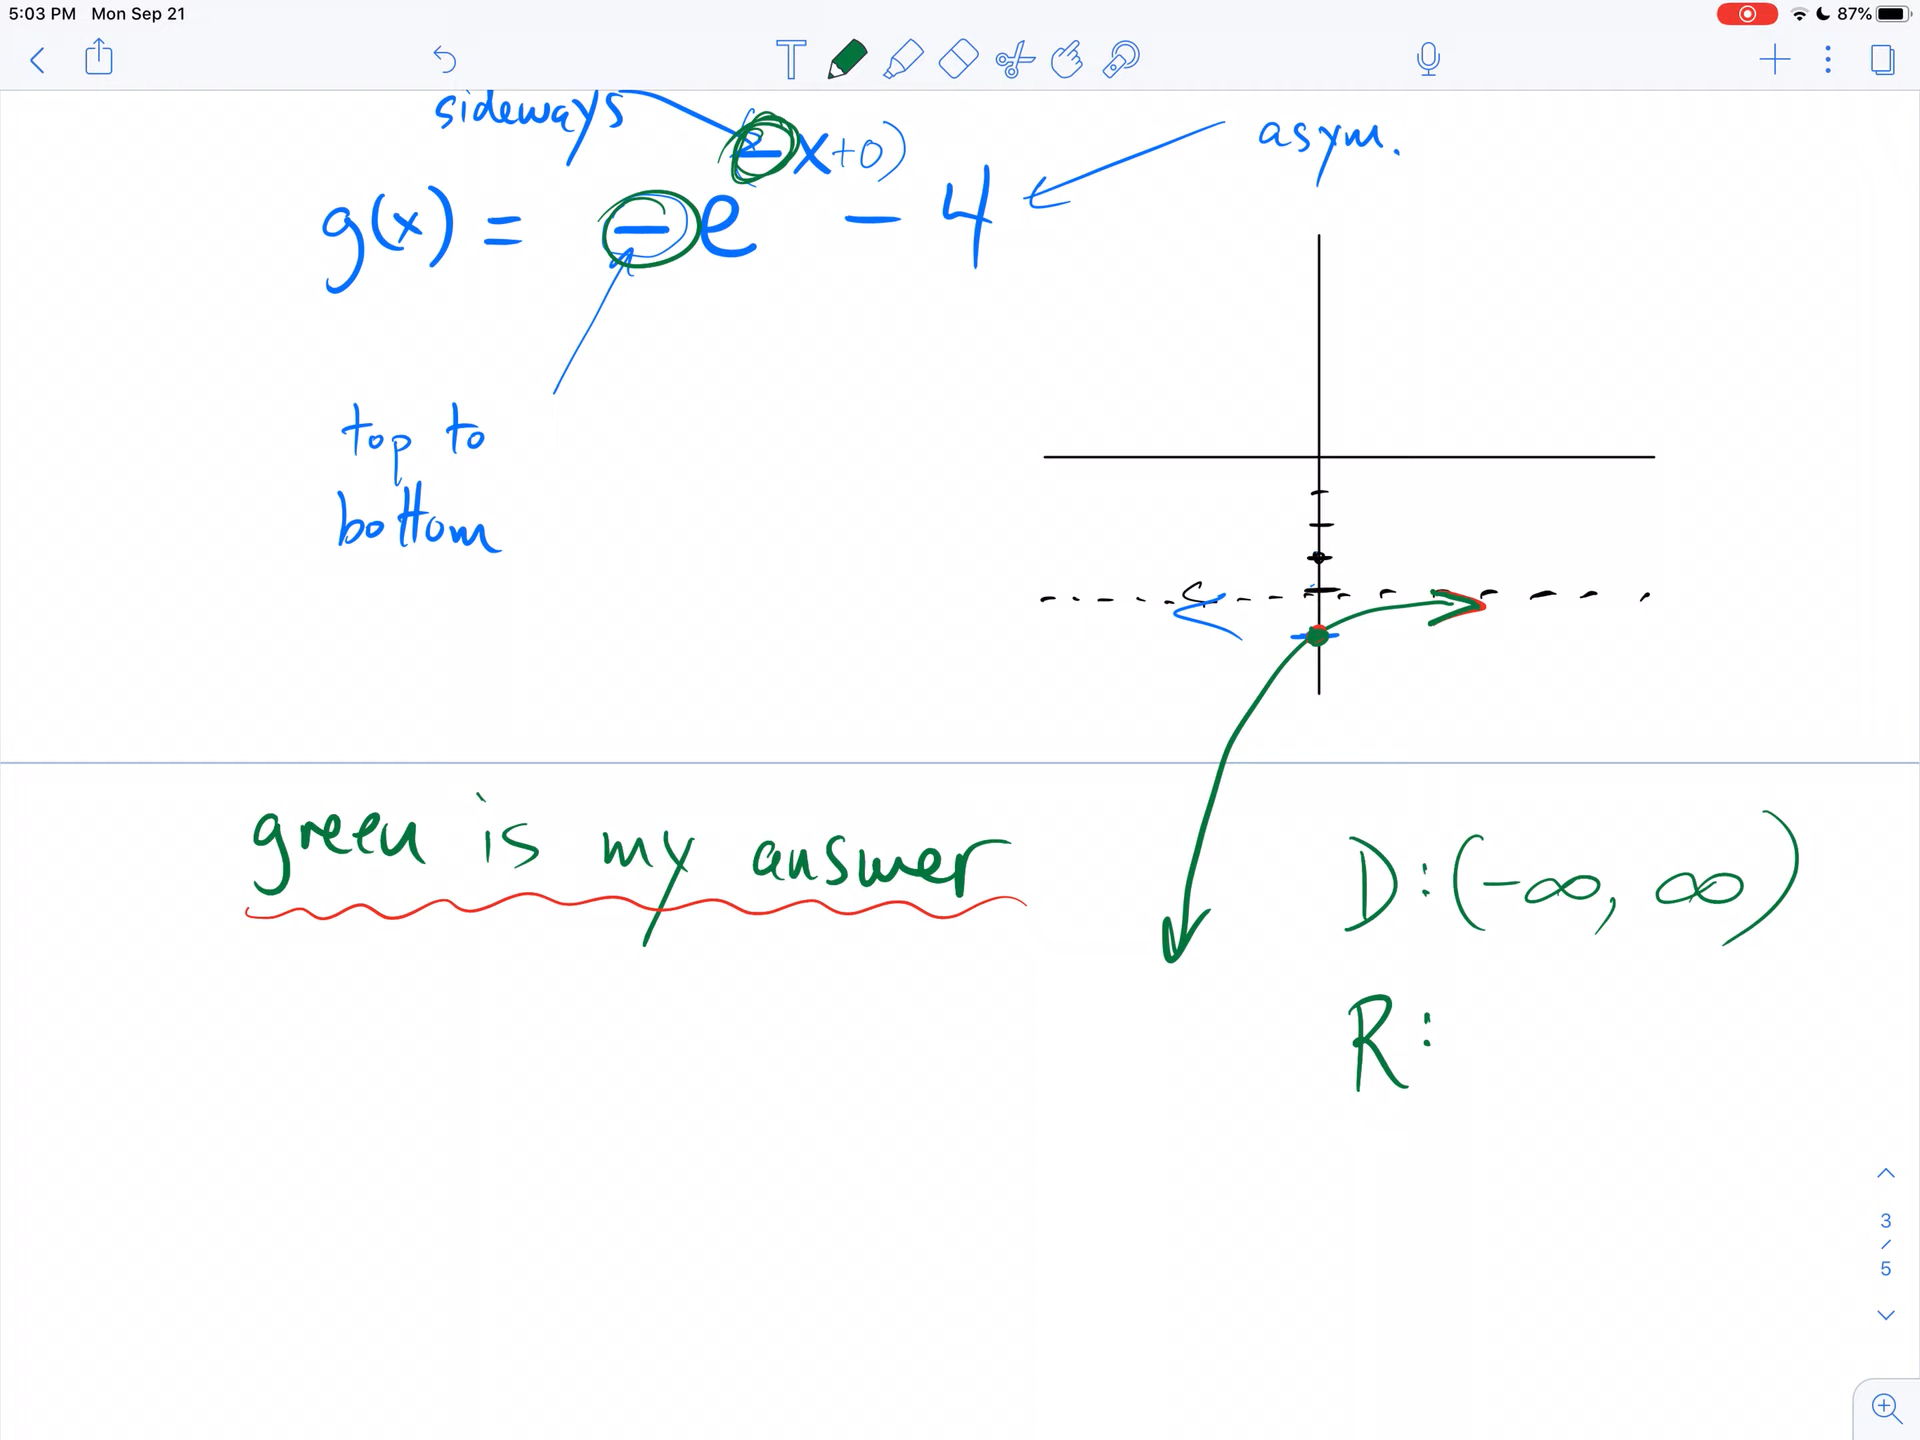 5:03 PM Mon Sep 21
87%
T
sideways
asym.
g(x) = -e^(-x+0) - 4
top to
bottom
green is my answer
D: (-∞, ∞)
R:
3
/
5